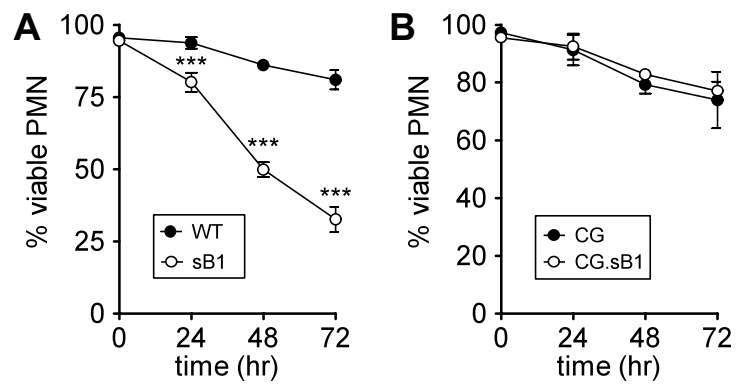 A
B
100
75
50
25
0
% viable PMN
***
***
***
WT
sB1
0
24
48
72
time (hr)
100
80
60
40
20
0
% viable PMN
CG
CG.sB1
0
24
48
72
time (hr)